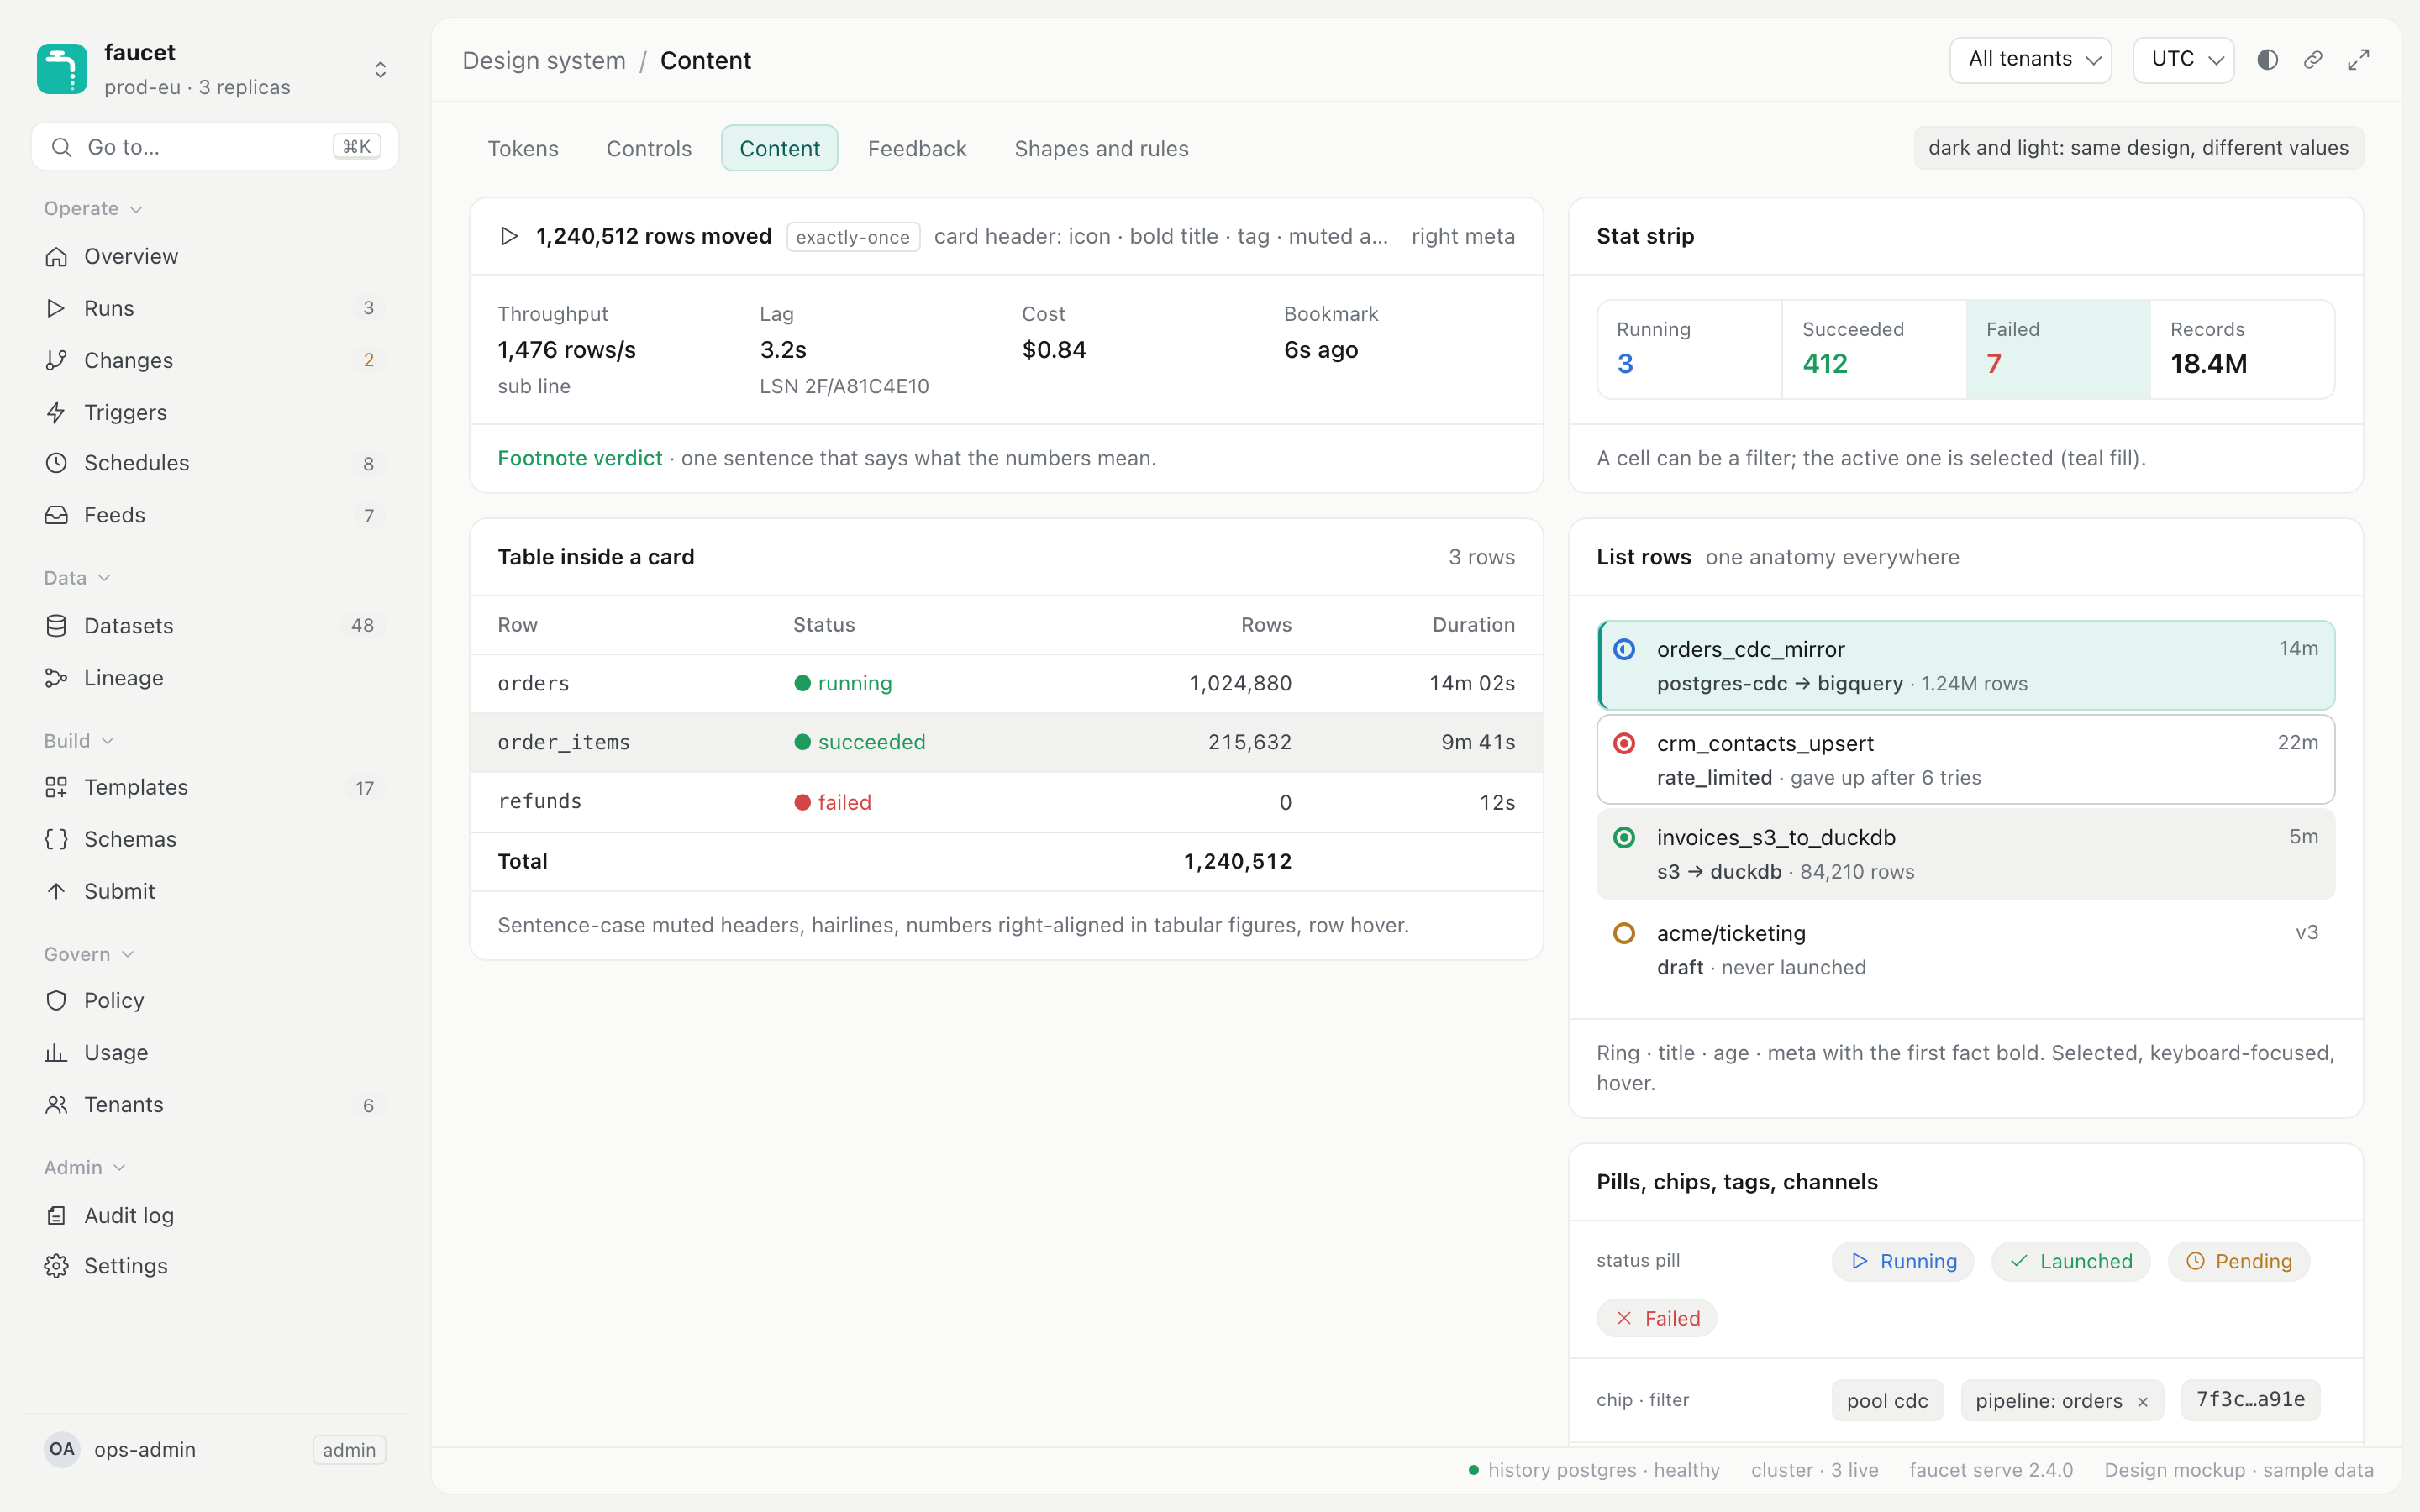 faucet
prod-eu · 3 replicas
Go to...
⌘K
Operate
Overview
Runs 3
Changes 2
Triggers
Schedules 8
Feeds 7
Data
Datasets 48
Lineage
Build
Templates 17
Schemas
Submit
Govern
Policy
Usage
Tenants 6
Admin
Audit log
Settings
OA ops-admin admin
Design system / Content
All tenants
UTC
Tokens Controls Content Feedback Shapes and rules
dark and light: same design, different values
1,240,512 rows moved exactly-once card header: icon · bold title · tag · muted a... right meta
Throughput Lag Cost Bookmark
1,476 rows/s 3.2s $0.84 6s ago
sub line LSN 2F/A81C4E10
Footnote verdict · one sentence that says what the numbers mean.
Stat strip
Running Succeeded Failed Records
3 412 7 18.4M
A cell can be a filter; the active one is selected (teal fill).
Table inside a card 3 rows
Row Status Rows Duration
orders running 1,024,880 14m 02s
order_items succeeded 215,632 9m 41s
refunds failed 0 12s
Total 1,240,512
Sentence-case muted headers, hairlines, numbers right-aligned in tabular figures, row hover.
List rows one anatomy everywhere
orders_cdc_mirror 14m
postgres-cdc → bigquery · 1.24M rows
crm_contacts_upsert 22m
rate_limited · gave up after 6 tries
invoices_s3_to_duckdb 5m
s3 → duckdb · 84,210 rows
acme/ticketing v3
draft · never launched
Ring · title · age · meta with the first fact bold. Selected, keyboard-focused,
hover.
Pills, chips, tags, channels
status pill Running Launched Pending
Failed
chip · filter pool cdc pipeline: orders × 7f3c…a91e
history postgres · healthy cluster · 3 live faucet serve 2.4.0 Design mockup · sample data